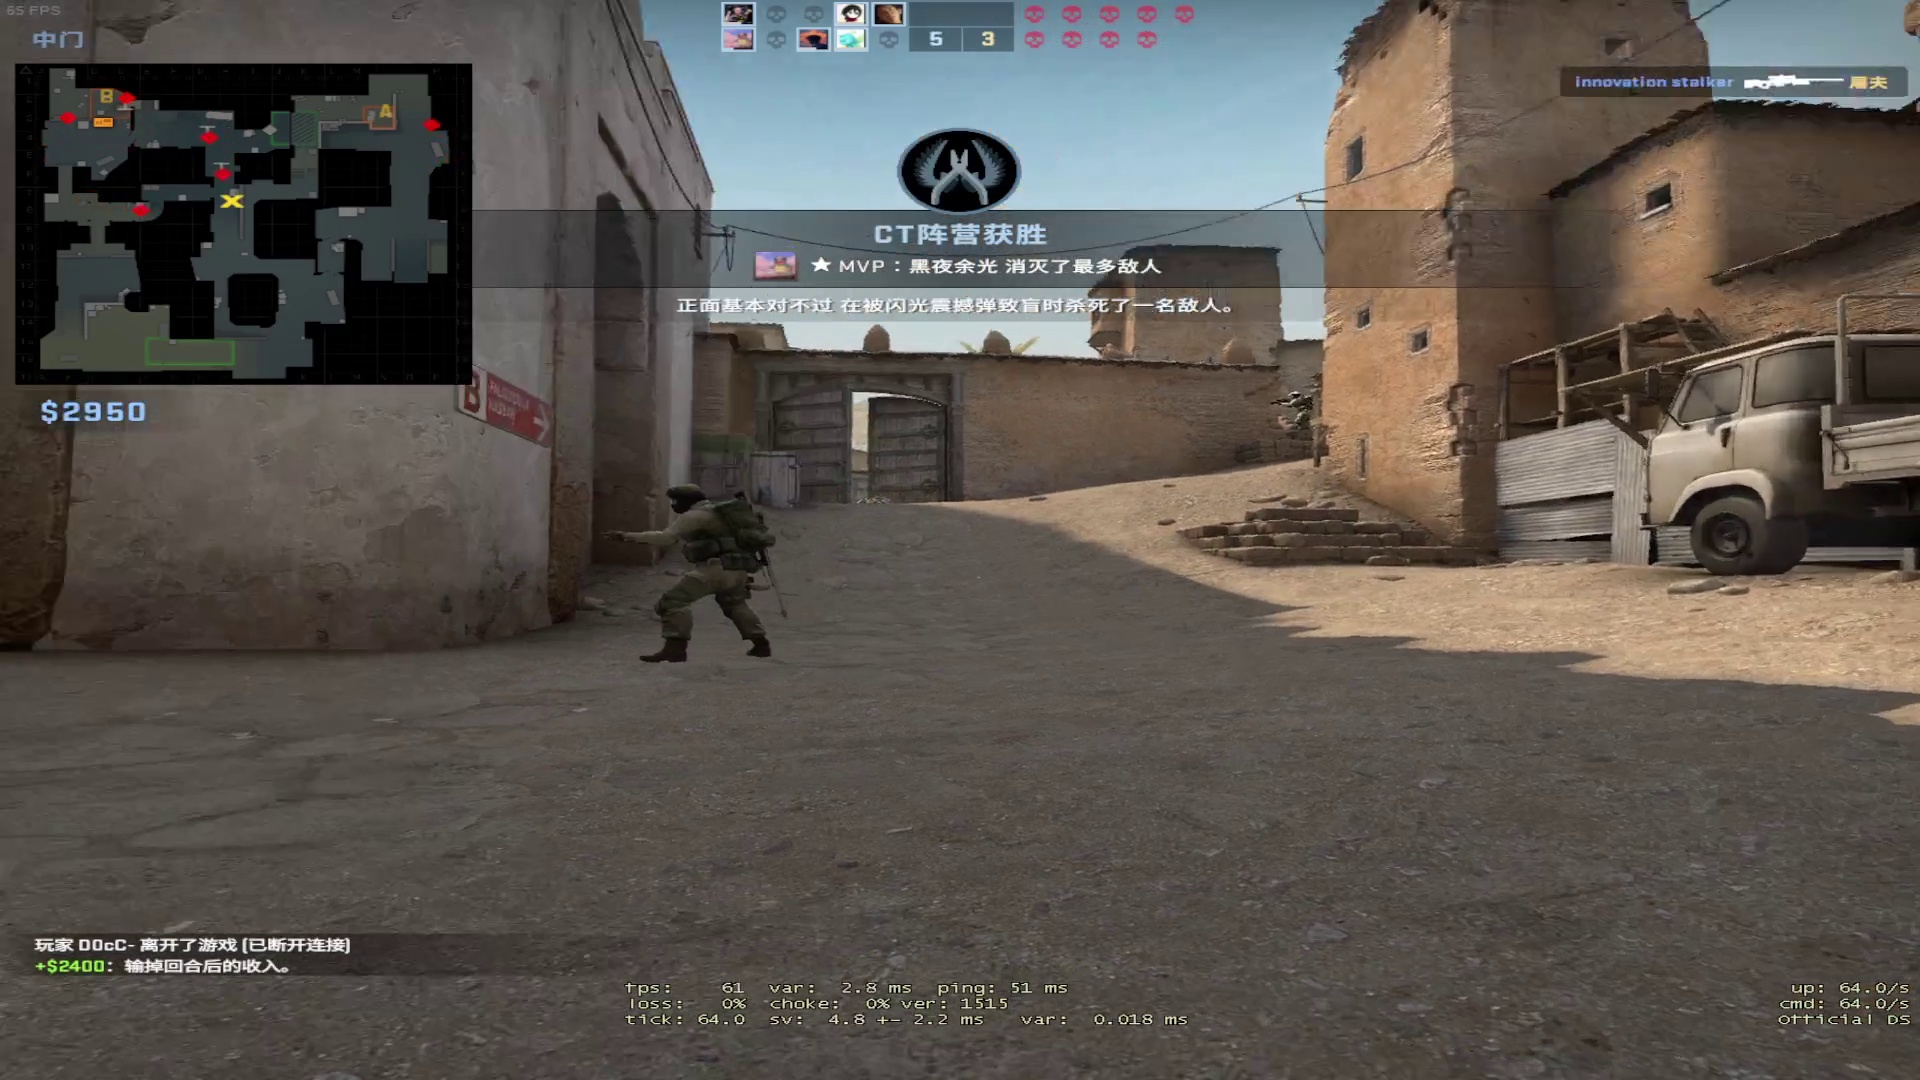 65 FPS
中门
5 3
innovation stalker 屠夫
B
A
CT阵营获胜
★ MVP：黑夜余光 消灭了最多敌人
正面基本对不过 在被闪光震撼弹致盲时杀死了一名敌人。
$2950
B
玩家 D0cC- 离开了游戏 (已断开连接)
+$2400：输掉回合后的收入。
fps: 61 var: 2.8 ms ping: 51 ms
loss: 0% choke: 0% ver: 1515
tick: 64.0 sv: 4.8 +- 2.2 ms var: 0.018 ms
up: 64.0/s
cmd: 64.0/s
Official DS